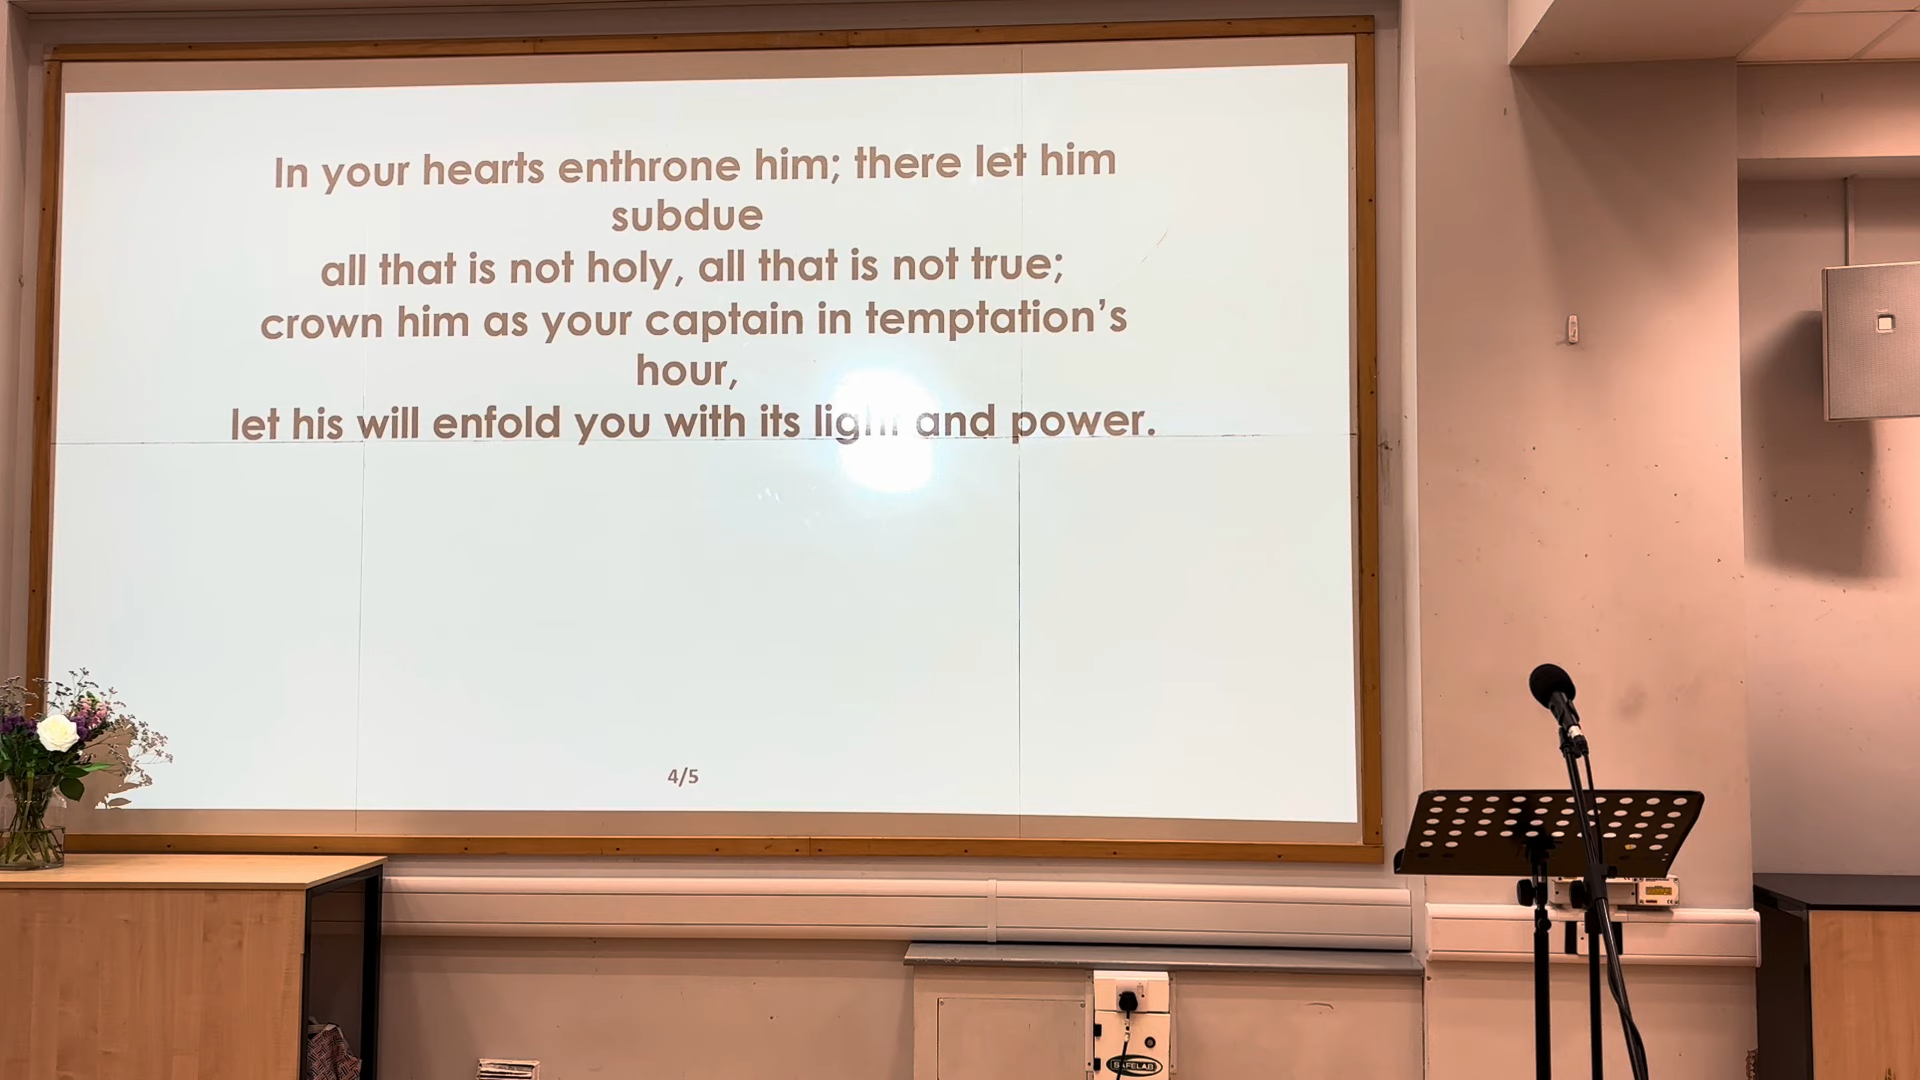 In your hearts enthrone him; there let him
subdue
all that is not holy, all that is not true;
crown him as your captain in temptation's
hour,
let his will enfold you with its light and power.
4/5
SAFELAB